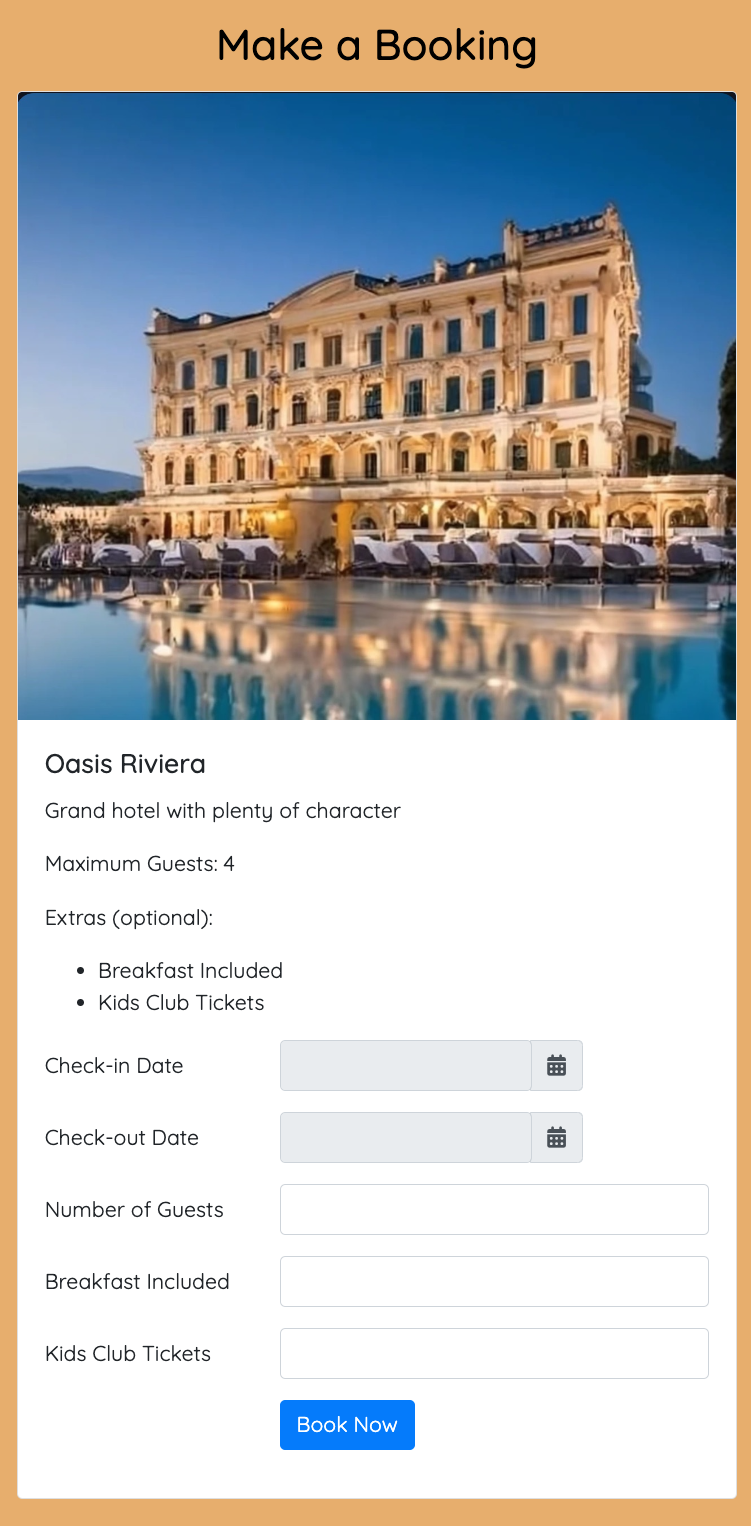 Make a Booking
Oasis Riviera
Grand hotel with plenty of character
Maximum Guests: 4
Extras (optional):
Breakfast Included
Kids Club Tickets
Check-in Date
Check-out Date
Number of Guests
Breakfast Included
Kids Club Tickets
Book Now